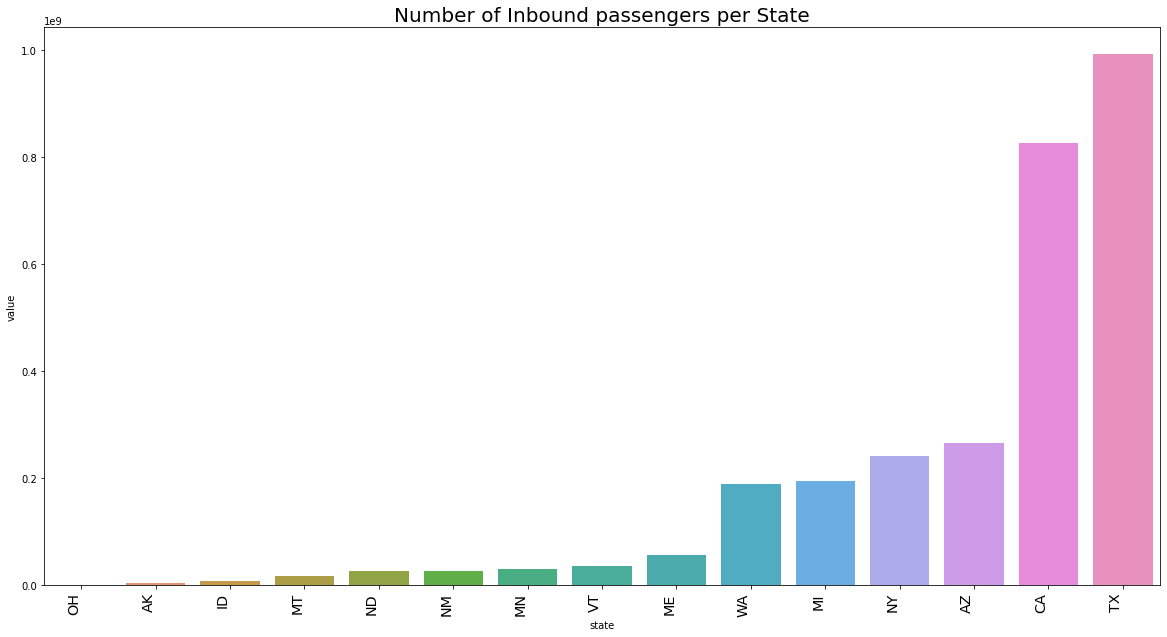 Number of Inbound passengers per State
1e9
1.0
0.8
0.6
0.4
0.2
0.0
value
OH AK ID MT ND NM MN VT ME WA MI NY AZ CA TX
state